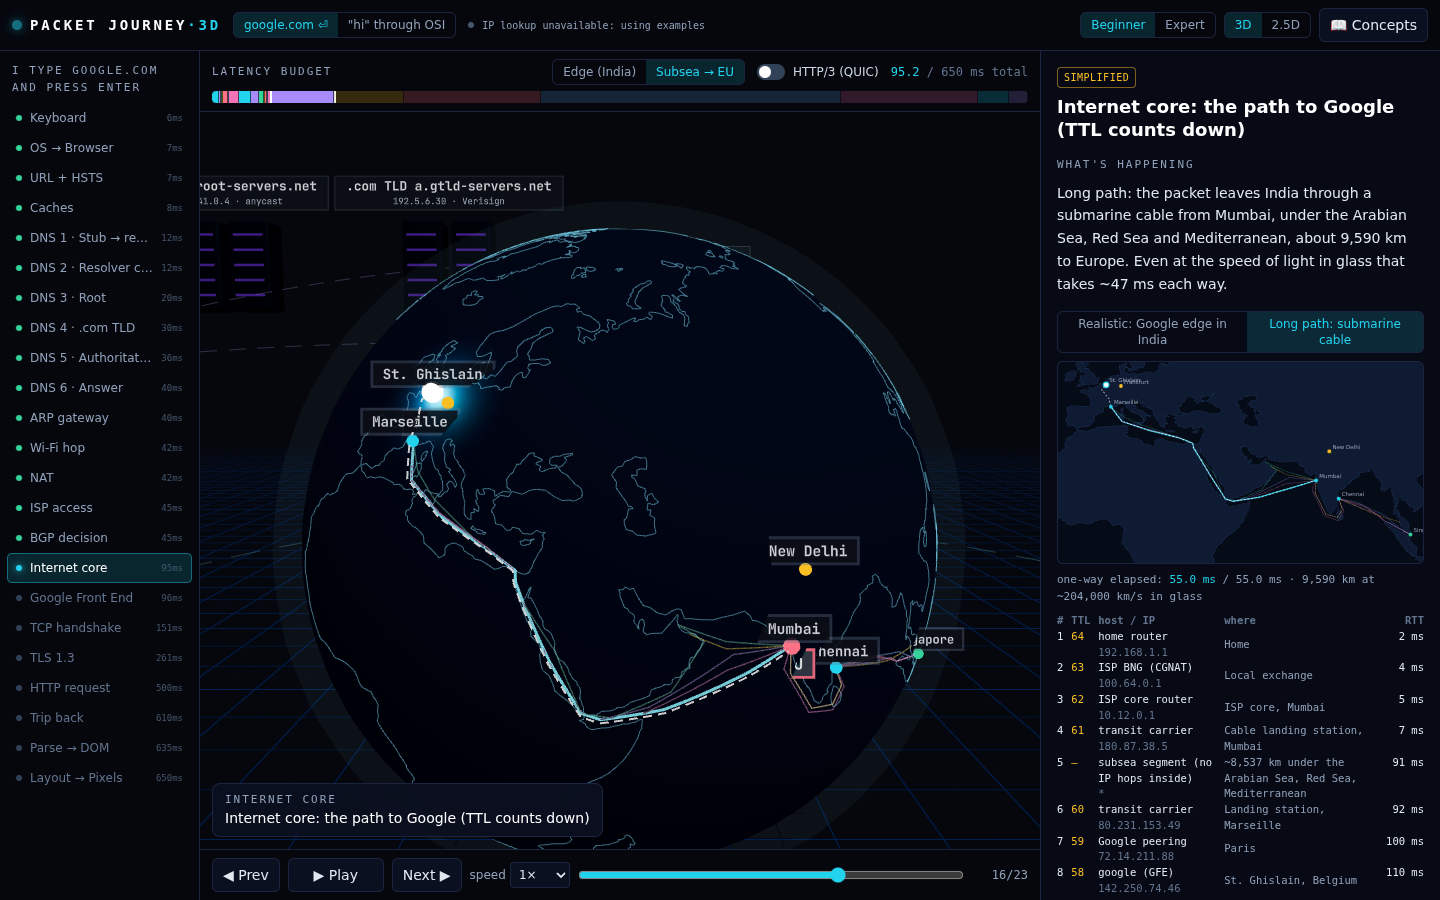 PACKET JOURNEY·3D
google.com ⏎
"hi" through OSI
IP lookup unavailable: using examples
Beginner
Expert
3D
2.5D
📖 Concepts
I TYPE GOOGLE.COM
AND PRESS ENTER
Keyboard 6ms
OS → Browser 7ms
URL + HSTS 7ms
Caches 8ms
DNS 1 · Stub → re… 12ms
DNS 2 · Resolver c… 12ms
DNS 3 · Root 20ms
DNS 4 · .com TLD 30ms
DNS 5 · Authoritat… 36ms
DNS 6 · Answer 40ms
ARP gateway 40ms
Wi-Fi hop 42ms
NAT 42ms
ISP access 45ms
BGP decision 45ms
Internet core 95ms
Google Front End 96ms
TCP handshake 151ms
TLS 1.3 261ms
HTTP request 500ms
Trip back 610ms
Parse → DOM 635ms
Layout → Pixels 650ms
LATENCY BUDGET
Edge (India)
Subsea → EU
HTTP/3 (QUIC)
95.2 / 650 ms total
root-servers.net
41.0.4 · anycast
.com TLD a.gtld-servers.net
192.5.6.30 · Verisign
St. Ghislain
Marseille
New Delhi
Mumbai
J
nennai
apore
INTERNET CORE
Internet core: the path to Google (TTL counts down)
◀ Prev
▶ Play
Next ▶
speed
1×
16/23
SIMPLIFIED
Internet core: the path to Google
(TTL counts down)
WHAT'S HAPPENING
Long path: the packet leaves India through a
submarine cable from Mumbai, under the Arabian
Sea, Red Sea and Mediterranean, about 9,590 km
to Europe. Even at the speed of light in glass that
takes ~47 ms each way.
Realistic: Google edge in
India
Long path: submarine
cable
Marseille
New Delhi
Mumbai
Chennai
one-way elapsed: 55.0 ms / 55.0 ms · 9,590 km at
~204,000 km/s in glass
# TTL host / IP where RTT
1 64 home router Home 2 ms
192.168.1.1
2 63 ISP BNG (CGNAT) Local exchange 4 ms
100.64.0.1
3 62 ISP core router ISP core, Mumbai 5 ms
10.12.0.1
4 61 transit carrier Cable landing station, 7 ms
180.87.38.5 Mumbai
5 – subsea segment (no ~8,537 km under the 91 ms
IP hops inside) Arabian Sea, Red Sea,
* Mediterranean
6 60 transit carrier Landing station, 92 ms
80.231.153.49 Marseille
7 59 Google peering Paris 100 ms
72.14.211.88
8 58 google (GFE) St. Ghislain, Belgium 110 ms
142.250.74.46